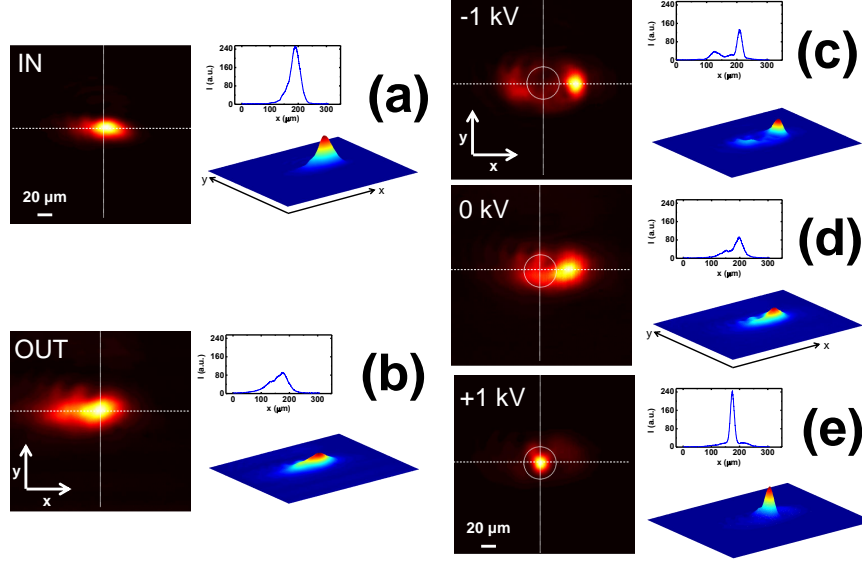 IN
20 µm
I (a.u.)
240
160
80
0
0 100 200 300
x (µm)
y
x
(a)
OUT
y
x
I (a.u.)
240
160
80
0
0 100 200 300
x (µm)
(b)
-1 kV
y
x
I (a.u.)
240
160
80
0
0 100 200 300
x (µm)
(c)
0 kV
I (a.u.)
240
160
80
0
0 100 200 300
x (µm)
y
x
(d)
+1 kV
20 µm
I (a.u.)
240
160
80
0
0 100 200 300
x (µm)
(e)